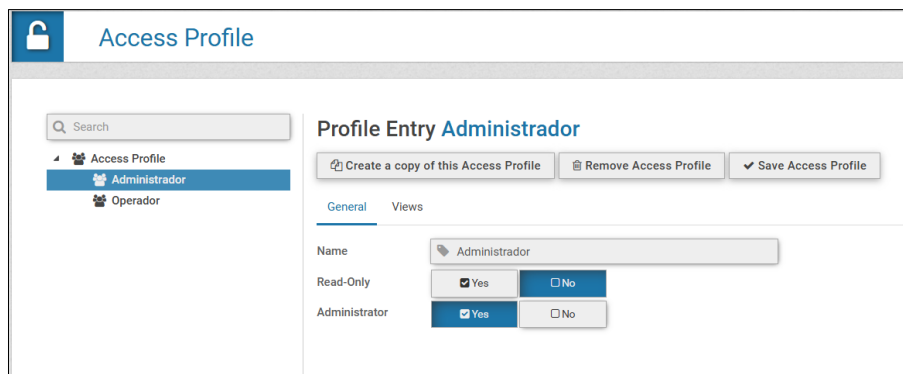 Access Profile
Search
Access Profile
Administrador
Operador
Profile Entry Administrador
Create a copy of this Access Profile Remove Access Profile Save Access Profile
General Views
Name Administrador
Read-Only Yes No
Administrator Yes No